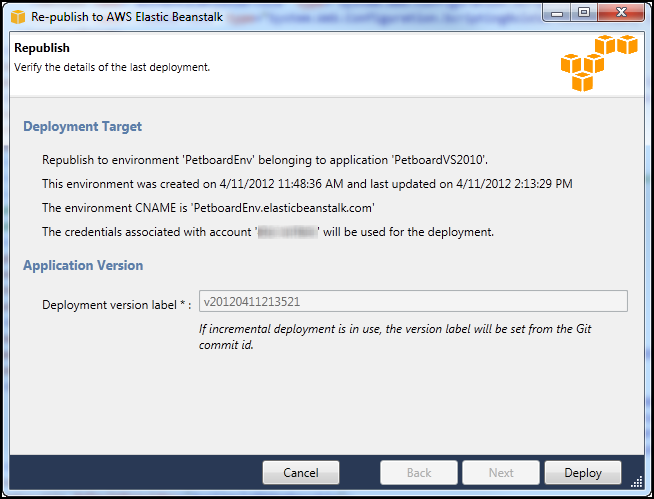 Re-publish to AWS Elastic Beanstalk
Republish
Verify the details of the last deployment.
Deployment Target
Republish to environment 'PetboardEnv' belonging to application 'PetboardVS2010'.
This environment was created on 4/11/2012 11:48:36 AM and last updated on 4/11/2012 2:13:29 PM
The environment CNAME is 'PetboardEnv.elasticbeanstalk.com'
The credentials associated with account '' will be used for the deployment.
Application Version
Deployment version label * : v20120411213521
If incremental deployment is in use, the version label will be set from the Git
commit id.
Cancel Back Next Deploy